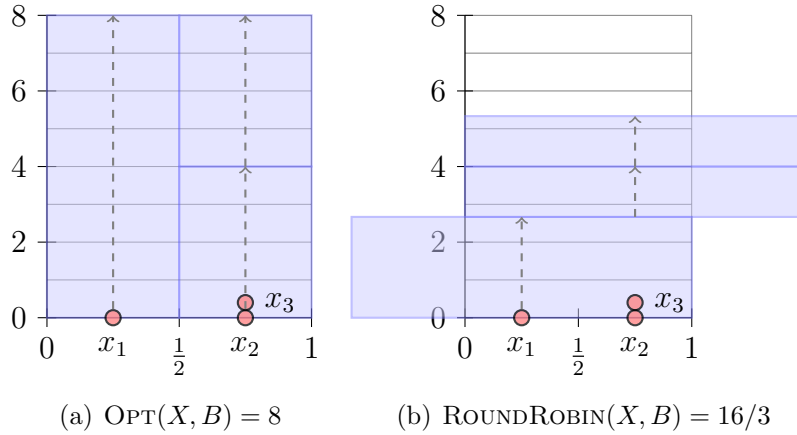 8
6
4
2
0
x₃
0
x₁
1/2
x₂
1
8
6
4
2
0
x₃
0
x₁
1/2
x₂
1
(a) OPT(X, B) = 8
(b) ROUNDROBIN(X, B) = 16/3